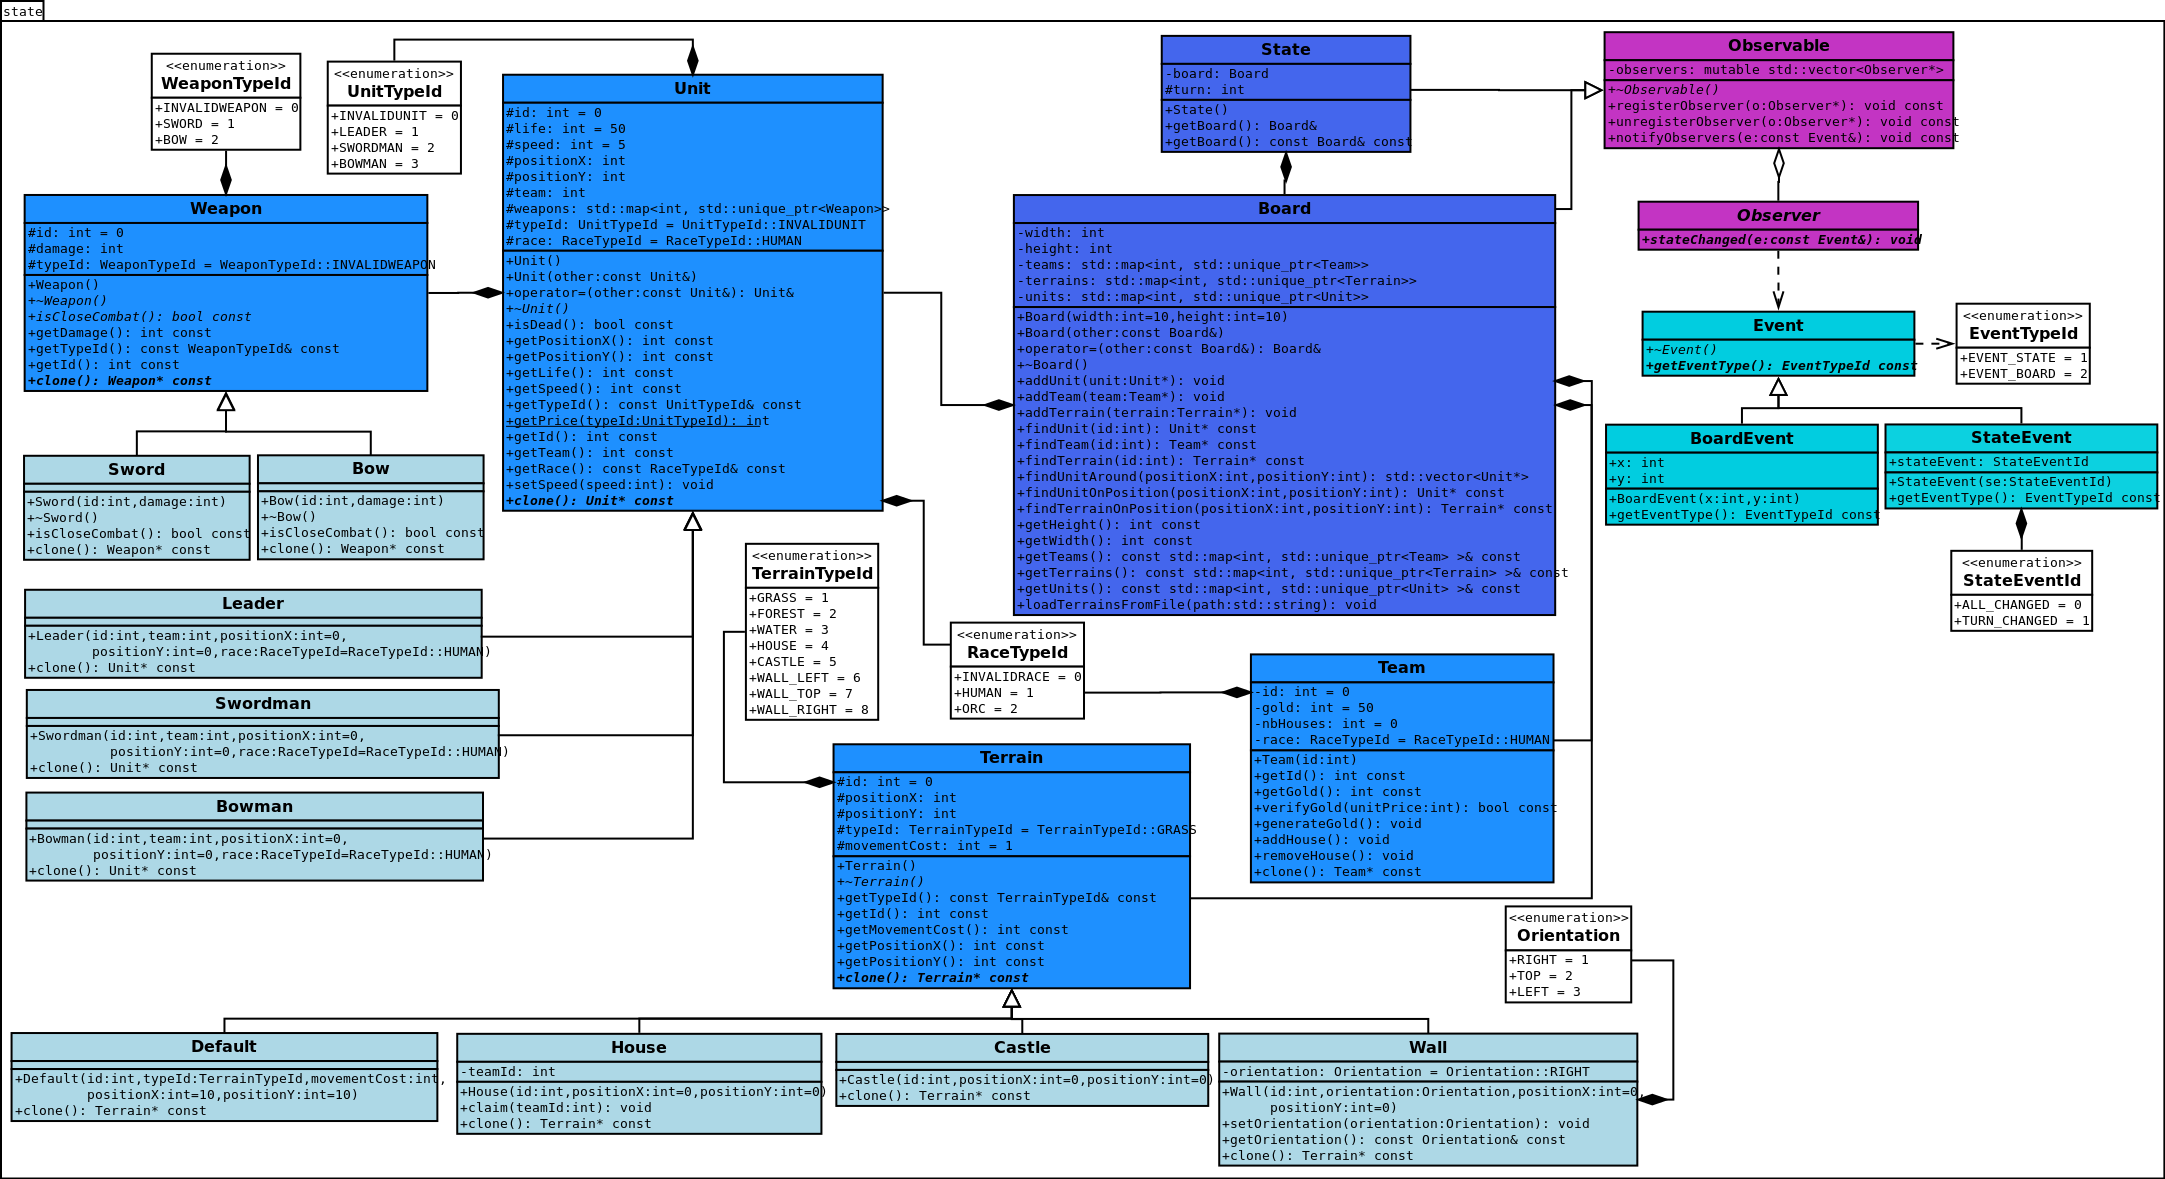 state
<<enumeration>>
WeaponTypeId
+INVALIDWEAPON = 0
+SWORD = 1
+BOW = 2
<<enumeration>>
UnitTypeId
+INVALIDUNIT = 0
+LEADER = 1
+SWORDMAN = 2
+BOWMAN = 3
Unit
#id: int = 0
#life: int = 50
#speed: int = 5
#positionX: int
#positionY: int
#team: int
#weapons: std::map<int, std::unique_ptr<Weapon>>
#typeId: UnitTypeId = UnitTypeId::INVALIDUNIT
#race: RaceTypeId = RaceTypeId::HUMAN
+Unit()
+Unit(other:const Unit&)
+operator=(other:const Unit&): Unit&
+~Unit()
+isDead(): bool const
+getPositionX(): int const
+getPositionY(): int const
+getLife(): int const
+getSpeed(): int const
+getTypeId(): const UnitTypeId& const
+getPrice(typeId:UnitTypeId): int
+getId(): int const
+getTeam(): int const
+getRace(): const RaceTypeId& const
+setSpeed(speed:int): void
+clone(): Unit* const
State
-board: Board
#turn: int
+State()
+getBoard(): Board&
+getBoard(): const Board& const
Observable
-observers: mutable std::vector<Observer*>
+~Observable()
+registerObserver(o:Observer*): void const
+unregisterObserver(o:Observer*): void const
+notifyObservers(e:const Event&): void const
Weapon
#id: int = 0
#damage: int
#typeId: WeaponTypeId = WeaponTypeId::INVALIDWEAPON
+Weapon()
+~Weapon()
+isCloseCombat(): bool const
+getDamage(): int const
+getTypeId(): const WeaponTypeId& const
+getId(): int const
+clone(): Weapon* const
Board
-width: int
-height: int
-teams: std::map<int, std::unique_ptr<Team>>
-terrains: std::map<int, std::unique_ptr<Terrain>>
-units: std::map<int, std::unique_ptr<Unit>>
+Board(width:int=10,height:int=10)
+Board(other:const Board&)
+operator=(other:const Board&): Board&
+~Board()
+addUnit(unit:Unit*): void
+addTeam(team:Team*): void
+addTerrain(terrain:Terrain*): void
+findUnit(id:int): Unit* const
+findTeam(id:int): Team* const
+findTerrain(id:int): Terrain* const
+findUnitAround(positionX:int,positionY:int): std::vector<Unit*>
+findUnitOnPosition(positionX:int,positionY:int): Unit* const
+findTerrainOnPosition(positionX:int,positionY:int): Terrain* const
+getHeight(): int const
+getWidth(): int const
+getTeams(): const std::map<int, std::unique_ptr<Team> >& const
+getTerrains(): const std::map<int, std::unique_ptr<Terrain> >& const
+getUnits(): const std::map<int, std::unique_ptr<Unit> >& const
+loadTerrainsFromFile(path:std::string): void
Observer
+stateChanged(e:const Event&): void
Event
+~Event()
+getEventType(): EventTypeId const
<<enumeration>>
EventTypeId
+EVENT_STATE = 1
+EVENT_BOARD = 2
BoardEvent
+x: int
+y: int
+BoardEvent(x:int,y:int)
+getEventType(): EventTypeId const
StateEvent
+stateEvent: StateEventId
+StateEvent(se:StateEventId)
+getEventType(): EventTypeId const
<<enumeration>>
StateEventId
+ALL_CHANGED = 0
+TURN_CHANGED = 1
Sword
+Sword(id:int,damage:int)
+~Sword()
+isCloseCombat(): bool const
+clone(): Weapon* const
Bow
+Bow(id:int,damage:int)
+~Bow()
+isCloseCombat(): bool const
+clone(): Weapon* const
Leader
+Leader(id:int,team:int,positionX:int=0,
positionY:int=0,race:RaceTypeId=RaceTypeId::HUMAN)
+clone(): Unit* const
Swordman
+Swordman(id:int,team:int,positionX:int=0,
positionY:int=0,race:RaceTypeId=RaceTypeId::HUMAN)
+clone(): Unit* const
Bowman
+Bowman(id:int,team:int,positionX:int=0,
positionY:int=0,race:RaceTypeId=RaceTypeId::HUMAN)
+clone(): Unit* const
<<enumeration>>
TerrainTypeId
+GRASS = 1
+FOREST = 2
+WATER = 3
+HOUSE = 4
+CASTLE = 5
+WALL_LEFT = 6
+WALL_TOP = 7
+WALL_RIGHT = 8
<<enumeration>>
RaceTypeId
+INVALIDRACE = 0
+HUMAN = 1
+ORC = 2
Team
-id: int = 0
-gold: int = 50
-nbHouses: int = 0
-race: RaceTypeId = RaceTypeId::HUMAN
+Team(id:int)
+getId(): int const
+getGold(): int const
+verifyGold(unitPrice:int): bool const
+generateGold(): void
+addHouse(): void
+removeHouse(): void
+clone(): Team* const
Terrain
#id: int = 0
#positionX: int
#positionY: int
#typeId: TerrainTypeId = TerrainTypeId::GRASS
#movementCost: int = 1
+Terrain()
+~Terrain()
+getTypeId(): const TerrainTypeId& const
+getId(): int const
+getMovementCost(): int const
+getPositionX(): int const
+getPositionY(): int const
+clone(): Terrain* const
<<enumeration>>
Orientation
+RIGHT = 1
+TOP = 2
+LEFT = 3
Default
+Default(id:int,typeId:TerrainTypeId,movementCost:int,
positionX:int=10,positionY:int=10)
+clone(): Terrain* const
House
-teamId: int
+House(id:int,positionX:int=0,positionY:int=0)
+claim(teamId:int): void
+clone(): Terrain* const
Castle
+Castle(id:int,positionX:int=0,positionY:int=0)
+clone(): Terrain* const
Wall
-orientation: Orientation = Orientation::RIGHT
+Wall(id:int,orientation:Orientation,positionX:int=0,
positionY:int=0)
+setOrientation(orientation:Orientation): void
+getOrientation(): const Orientation& const
+clone(): Terrain* const